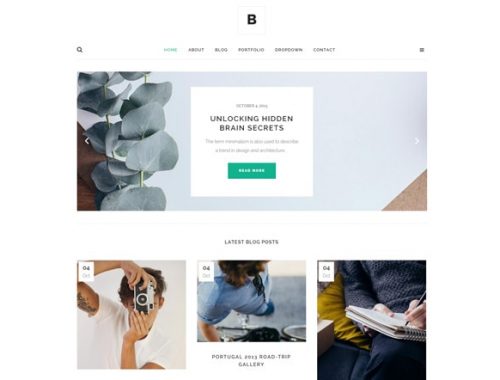 B
HOME ABOUT BLOG PORTFOLIO DROPDOWN CONTACT
OCTOBER 4, 2015
UNLOCKING HIDDEN
BRAIN SECRETS
The term minimalism is also used to describe
a trend in design and architecture...
READ MORE
LATEST BLOG POSTS
04
Oct
04
Oct
04
Oct
PORTUGAL 2015 ROAD-TRIP
GALLERY